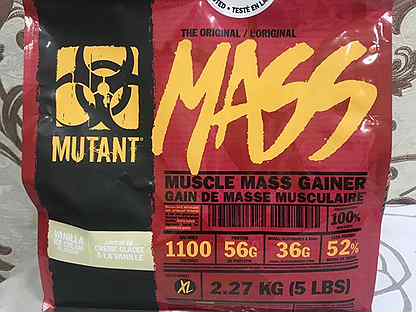 TESTÉ EN LA
THE ORIGINAL / L'ORIGINAL
MASS
MUTANT
MUSCLE MASS GAINER
GAIN DE MASSE MUSCULAIRE
100%
VANILLA
ICE CREAM
CRÈME GLACÉE
À LA VANILLE
1100
56G
36G
52%
XL
2.27 KG (5 LBS)